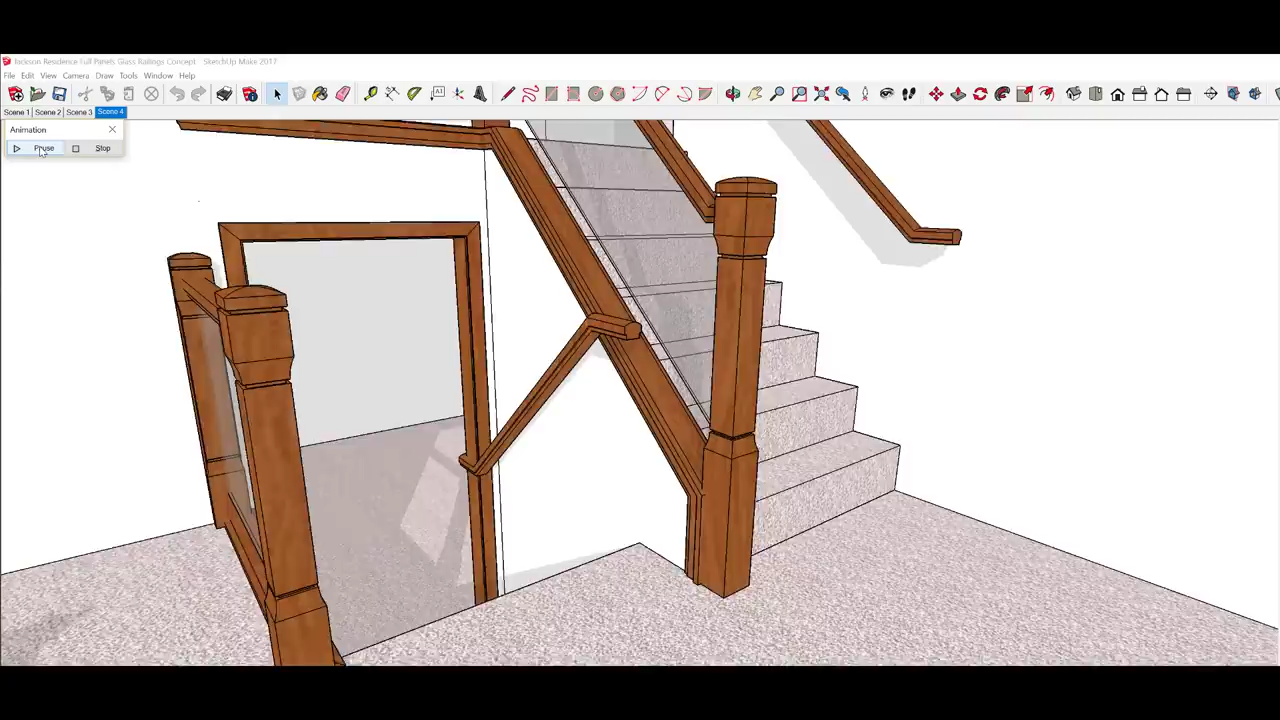 Jackson Residence Full Panels Glass Railings Concept - SketchUp Make 2017
File Edit View Camera Draw Tools Window Help
Scene 1 Scene 2 Scene 3 Scene 4
Animation
Pause Stop